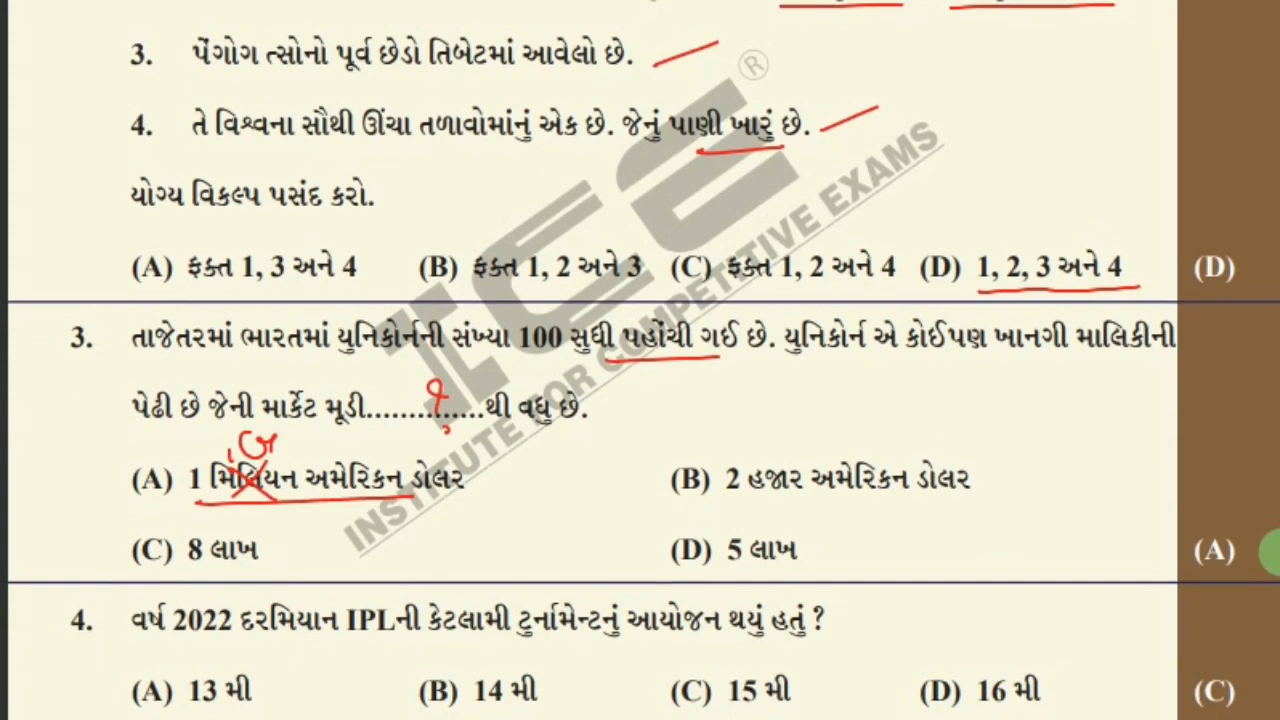 3. પેંગોગ ત્સોનો પૂર્વ છેડો તિબેટમાં આવેલો છે.
4. તે વિશ્વના સૌથી ઊંચા તળાવોમાંનું એક છે. જેનું પાણી ખારું છે.
યોગ્ય વિકલ્પ પસંદ કરો.
(A) ફક્ત 1, 3 અને 4 (B) ફક્ત 1, 2 અને 3 (C) ફક્ત 1, 2 અને 4 (D) 1, 2, 3 અને 4 (D)
3. તાજેતરમાં ભારતમાં યુનિકોર્નની સંખ્યા 100 સુધી પહોંચી ગઈ છે. યુનિકોર્ન એ કોઈપણ ખાનગી માલિકીની
પેઢી છે જેની માર્કેટ મૂડી...............થી વધુ છે.
બિ
(A) 1 મિલિયન અમેરિકન ડોલર (B) 2 હજાર અમેરિકન ડોલર
(C) 8 લાખ (D) 5 લાખ (A)
4. વર્ષ 2022 દરમિયાન IPLની કેટલામી ટુર્નામેન્ટનું આયોજન થયું હતું ?
(A) 13 મી (B) 14 મી (C) 15 મી (D) 16 મી (C)
ICE ®
INSTITUTE FOR COMPETITIVE EXAMS